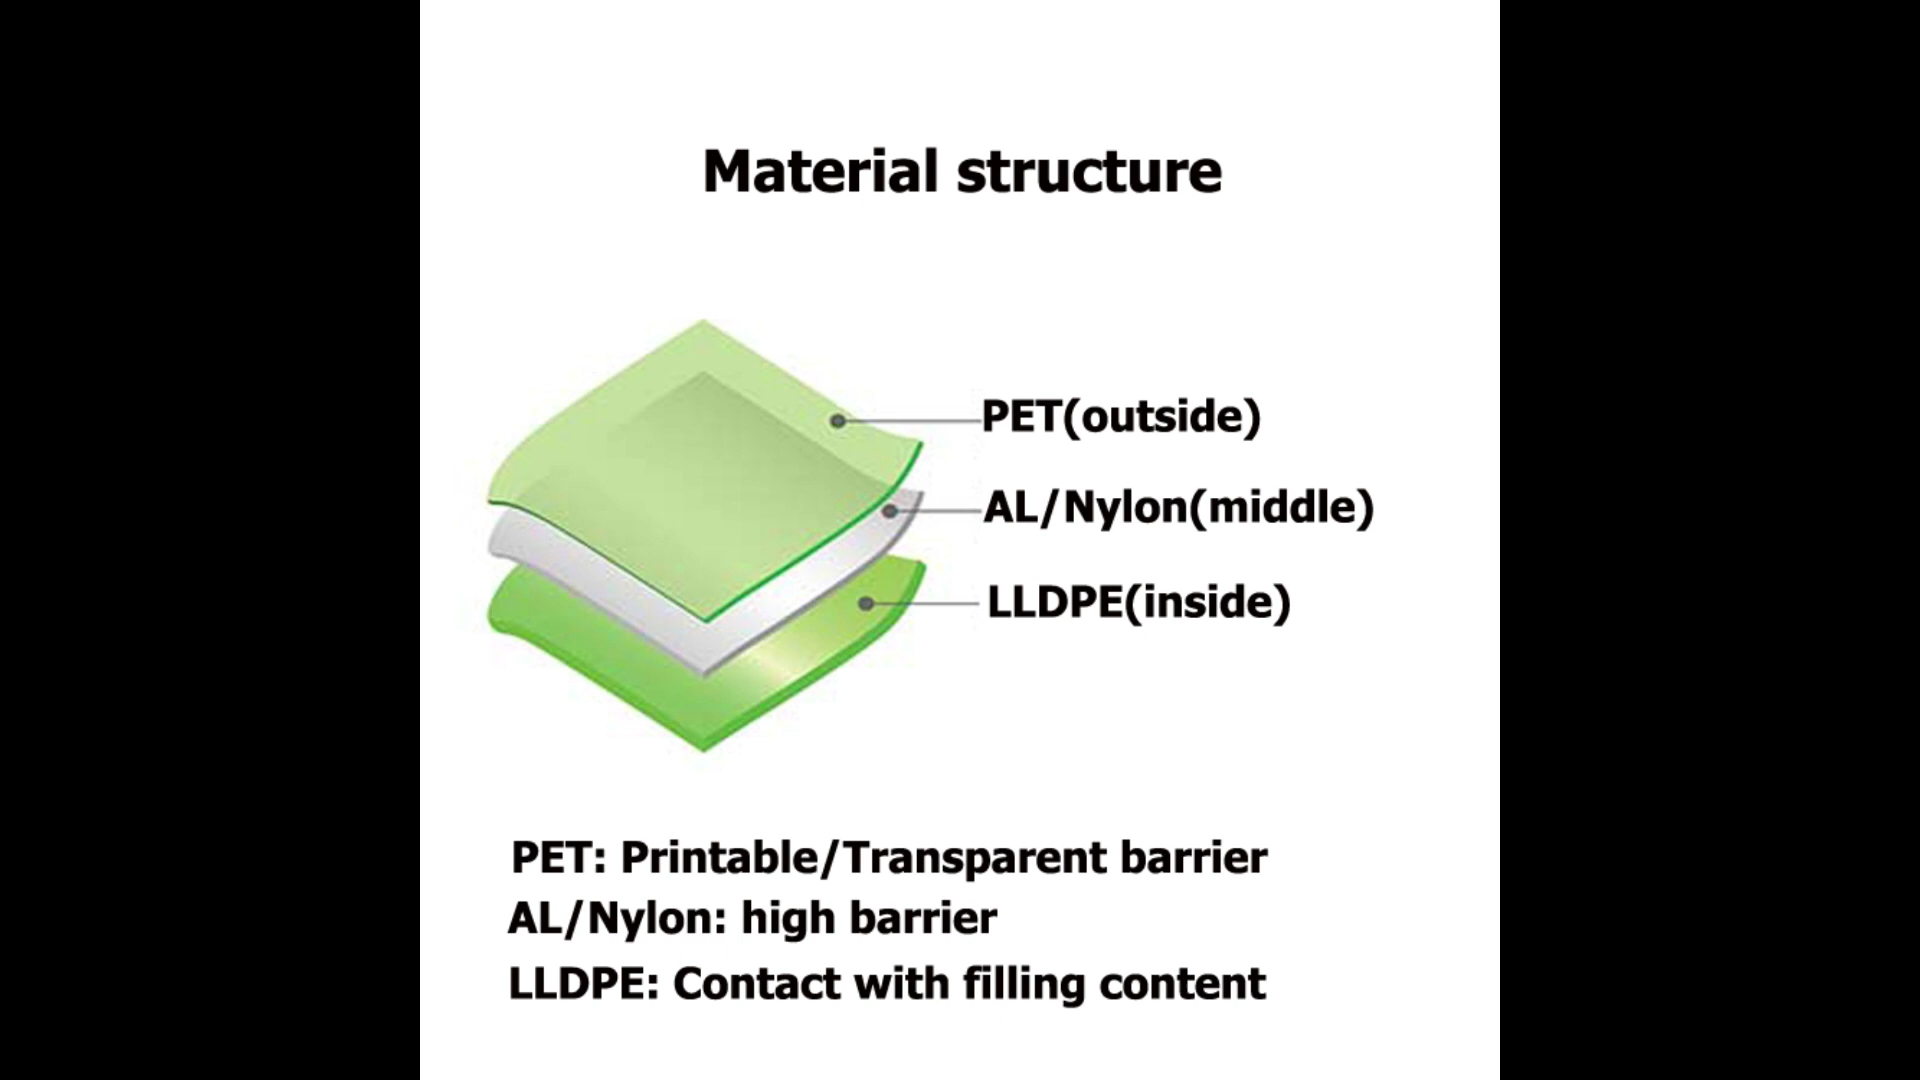 Material structure
PET(outside)
AL/Nylon(middle)
LLDPE(inside)
PET: Printable/Transparent barrier
AL/Nylon: high barrier
LLDPE: Contact with filling content